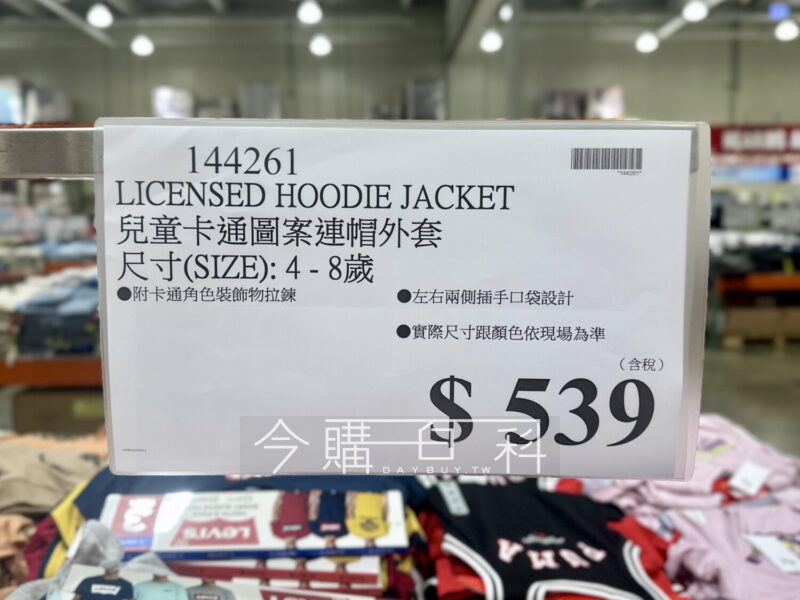 144261
*144261*
LICENSED HOODIE JACKET
兒童卡通圖案連帽外套
尺寸(SIZE): 4 - 8歲
●附卡通角色裝飾物拉鍊
●左右兩側插手口袋設計
●實際尺寸跟顏色依現場為準
(含稅)
$ 539
今購百科
DAYBUY.TW
LEVI'S
PUMA